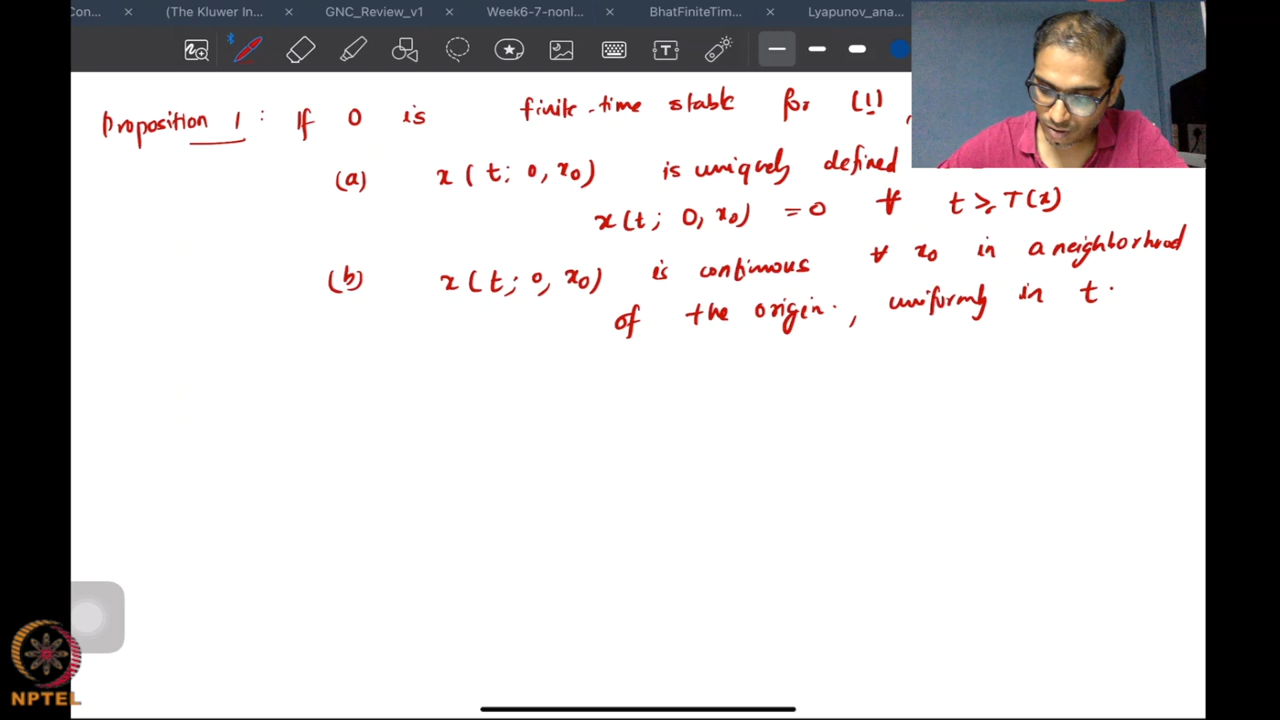 Con...
(The Kluwer In...
GNC_Review_v1
Week6-7-nonl...
BhatFiniteTim...
Lyapunov_ana...
Proposition 1 : If 0 is finite-time stable for (1) ,
(a) x(t; 0, x₀) is uniquely defined
x(t; 0, x₀) = 0 ∀ t ≥ T(x)
(b) x(t; 0, x₀) is continuous ∀ x₀ in a neighborhood
of the origin. , uniformly in t.
NPTEL